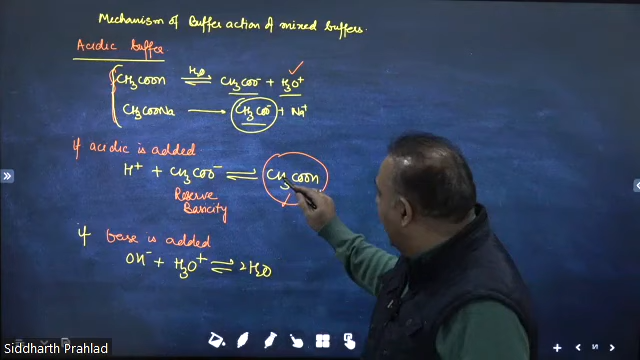 Mechanism of Buffer action of mixed buffers.
Acidic buffer
CH3COOH ⇌ H2O CH3COO⁻ + H3O⁺ ✓
CH3COONa ⟶ CH3COO⁻ + Na⁺
if acidic is added
H⁺ + CH3COO⁻ ⇌ CH3COOH
Reserve
Basicity
if base is added
OH⁻ + H3O⁺ ⇌ 2H2O
Siddharth Prahlad